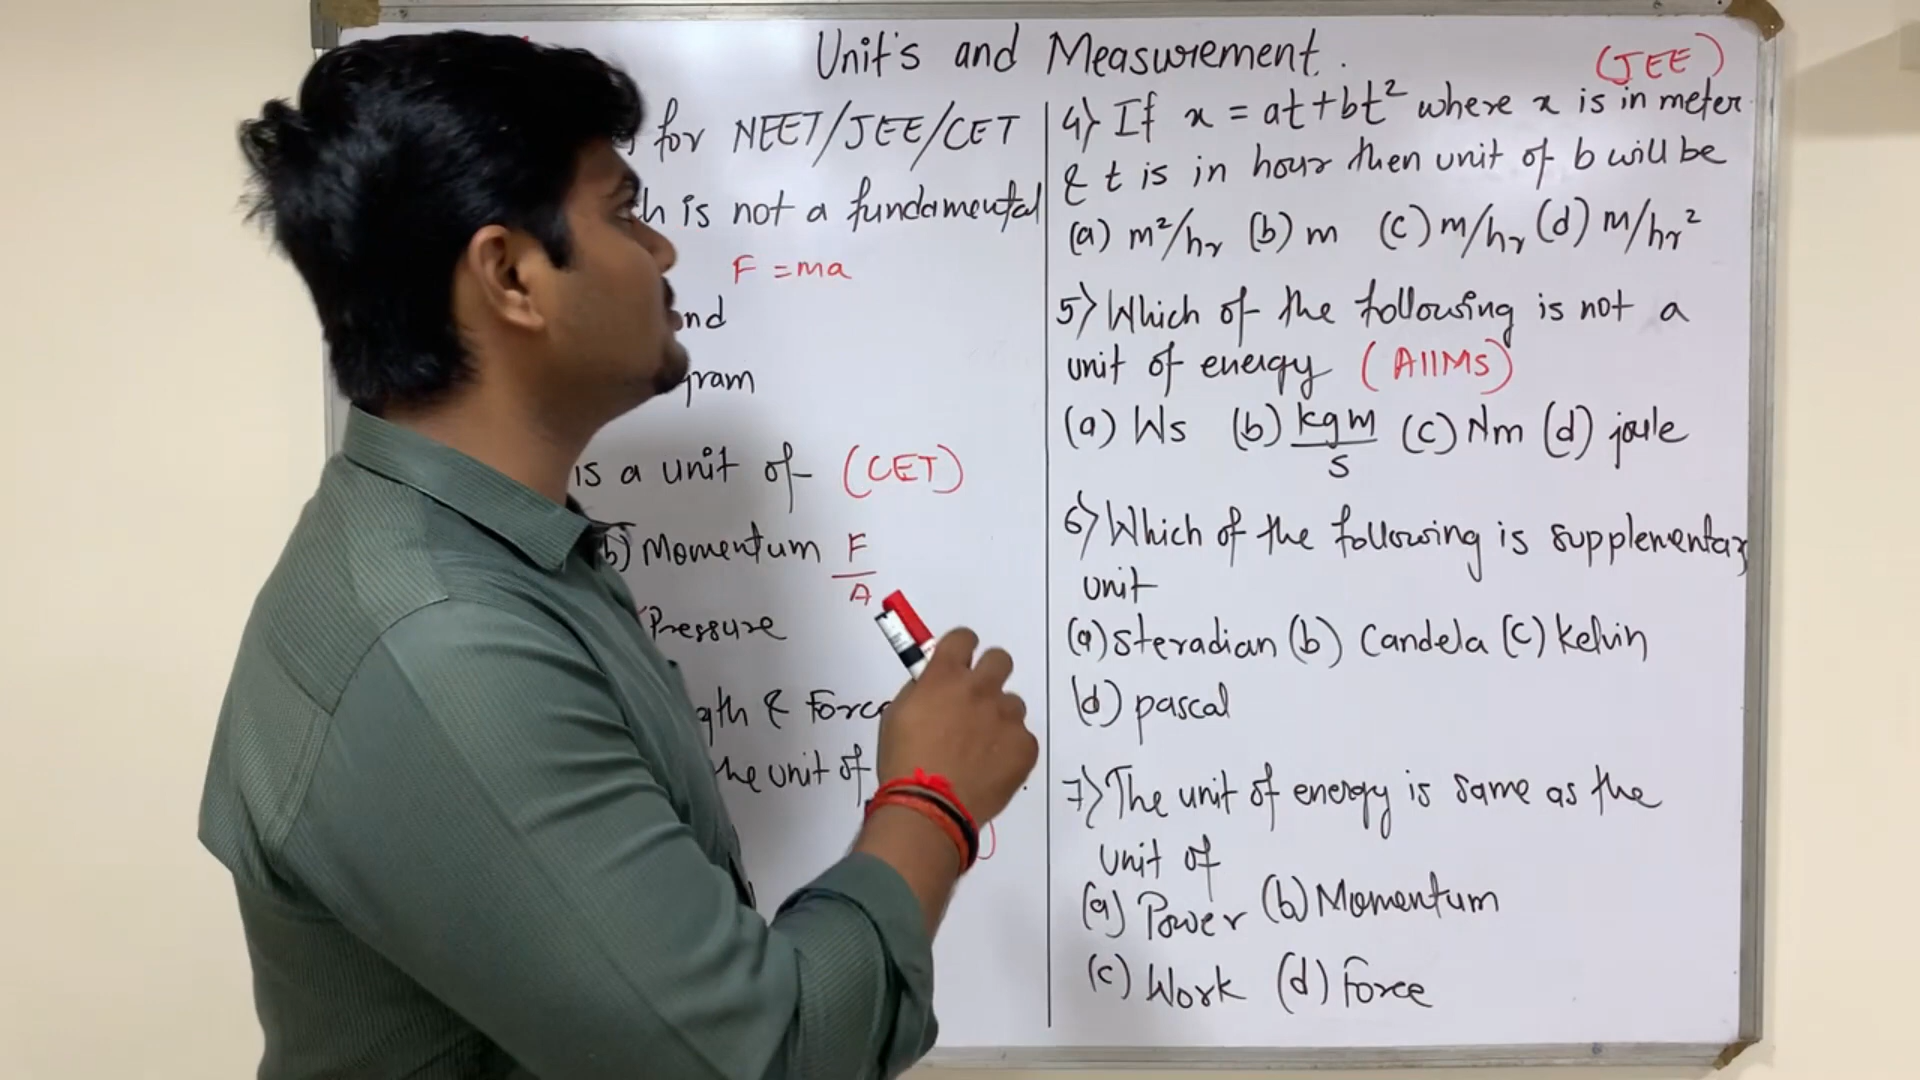 Unit's and Measurement.
for NEET/JEE/CET
is not a fundamental
F = ma
is a unit of (CET)
(b) Momentum F/A
Pressure
& Force
unit of
(JEE)
4) If x = at + bt² where x is in meter
& t is in hour then unit of b will be
(a) m²/hr (b) m (c) m/hr (d) m/hr²
5) Which of the following is not a
unit of energy (AIIMS)
(a) Ws (b) kg m/s (c) Nm (d) joule
6) Which of the following is supplementary
unit
(a) steradian (b) Candela (c) kelvin
(d) pascal
7) The unit of energy is same as the
unit of
(a) Power (b) Momentum
(c) Work (d) Force